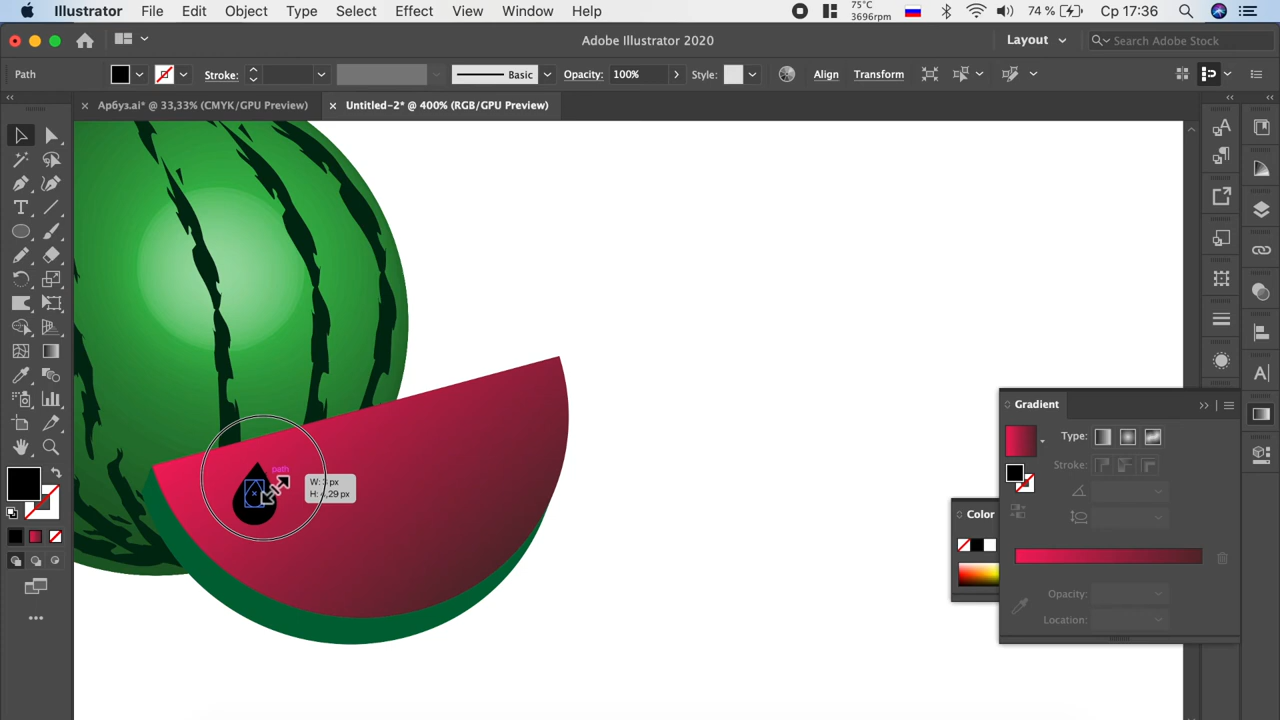 Illustrator File Edit Object Type Select Effect View Window Help 75°C 3696rpm 74 % Ср 17:36
Adobe Illustrator 2020 Layout Search Adobe Stock
Path Stroke: Basic Opacity: 100% Style: Align Transform
Арбуз.ai* @ 33,33% (CMYK/GPU Preview) Untitled-2* @ 400% (RGB/GPU Preview)
Gradient
Type:
Stroke:
path
W: 3 px
H: 4,29 px
Color
Opacity:
Location: